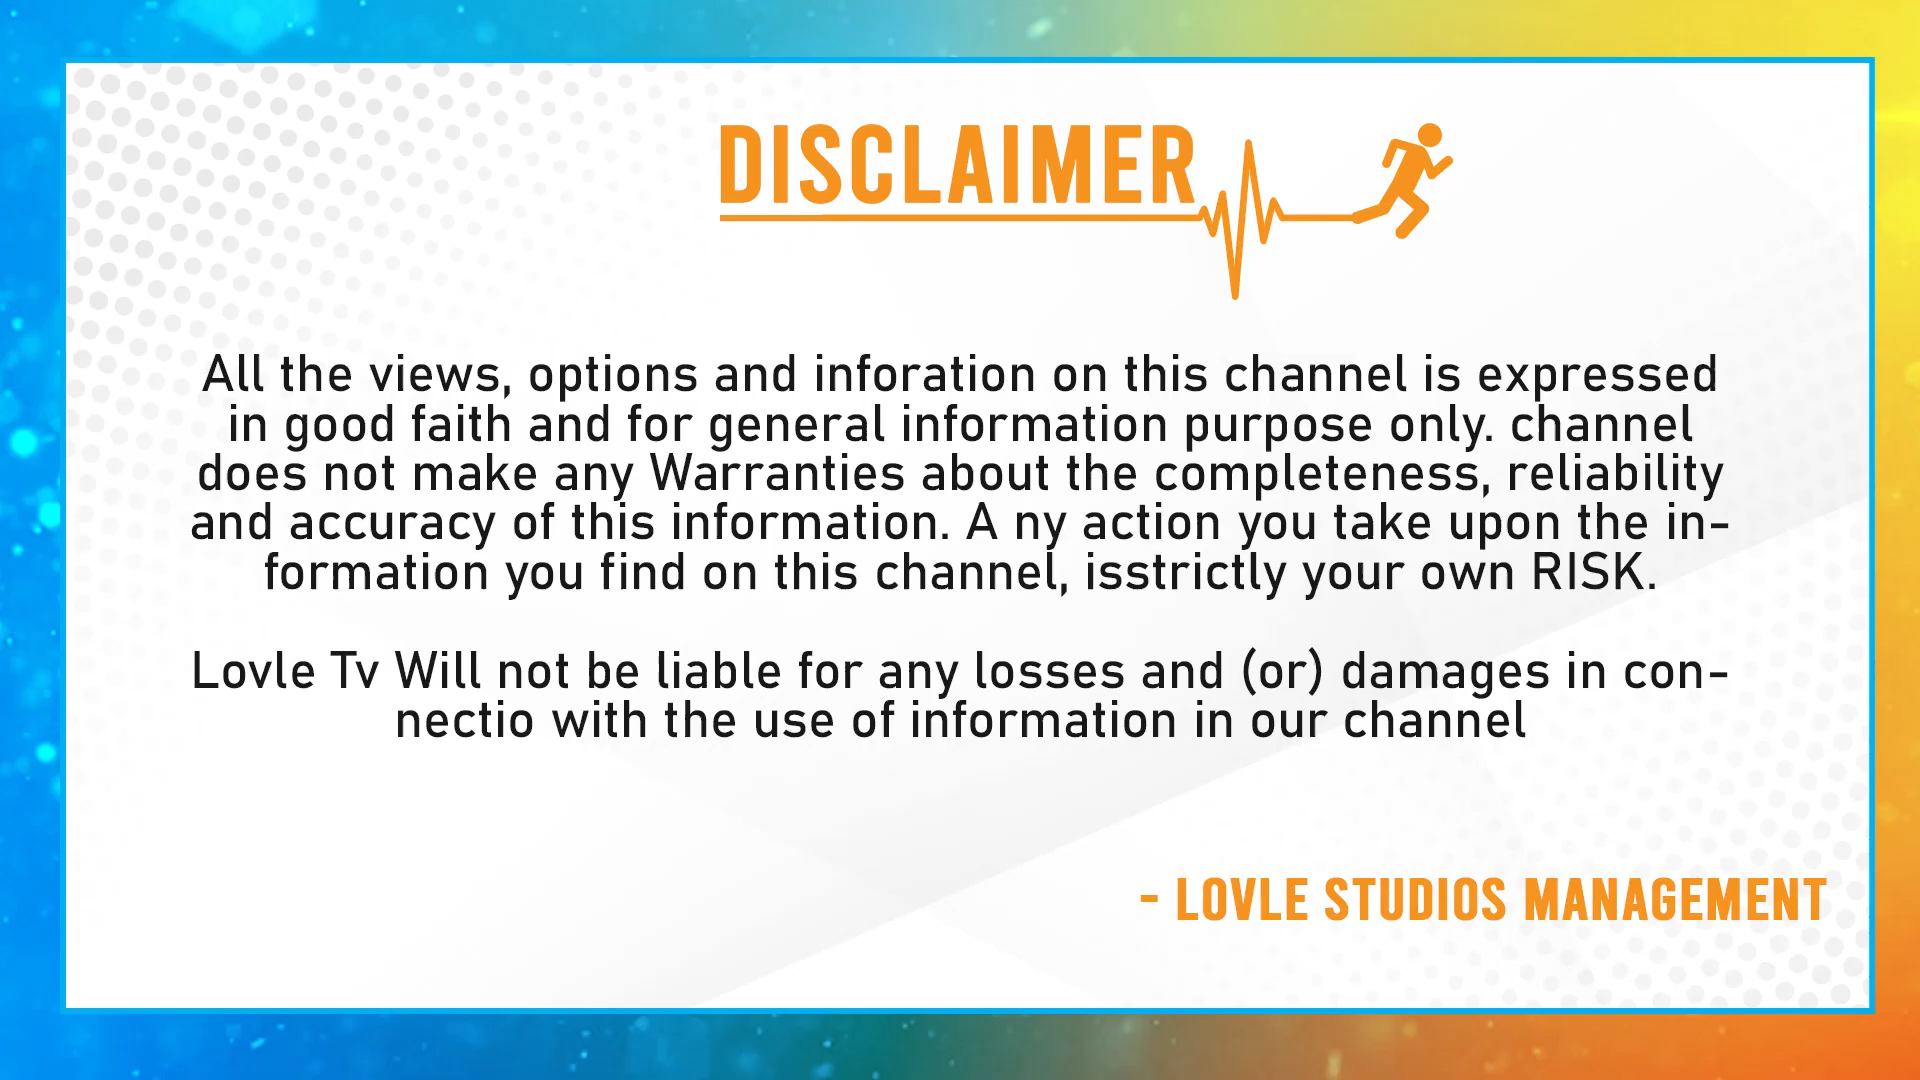 DISCLAIMER
All the views, options and inforation on this channel is expressed
in good faith and for general information purpose only. channel
does not make any Warranties about the completeness, reliability
and accuracy of this information. A ny action you take upon the in-
formation you find on this channel, isstrictly your own RISK.
Lovle Tv Will not be liable for any losses and (or) damages in con-
nectio with the use of information in our channel
- LOVLE STUDIOS MANAGEMENT